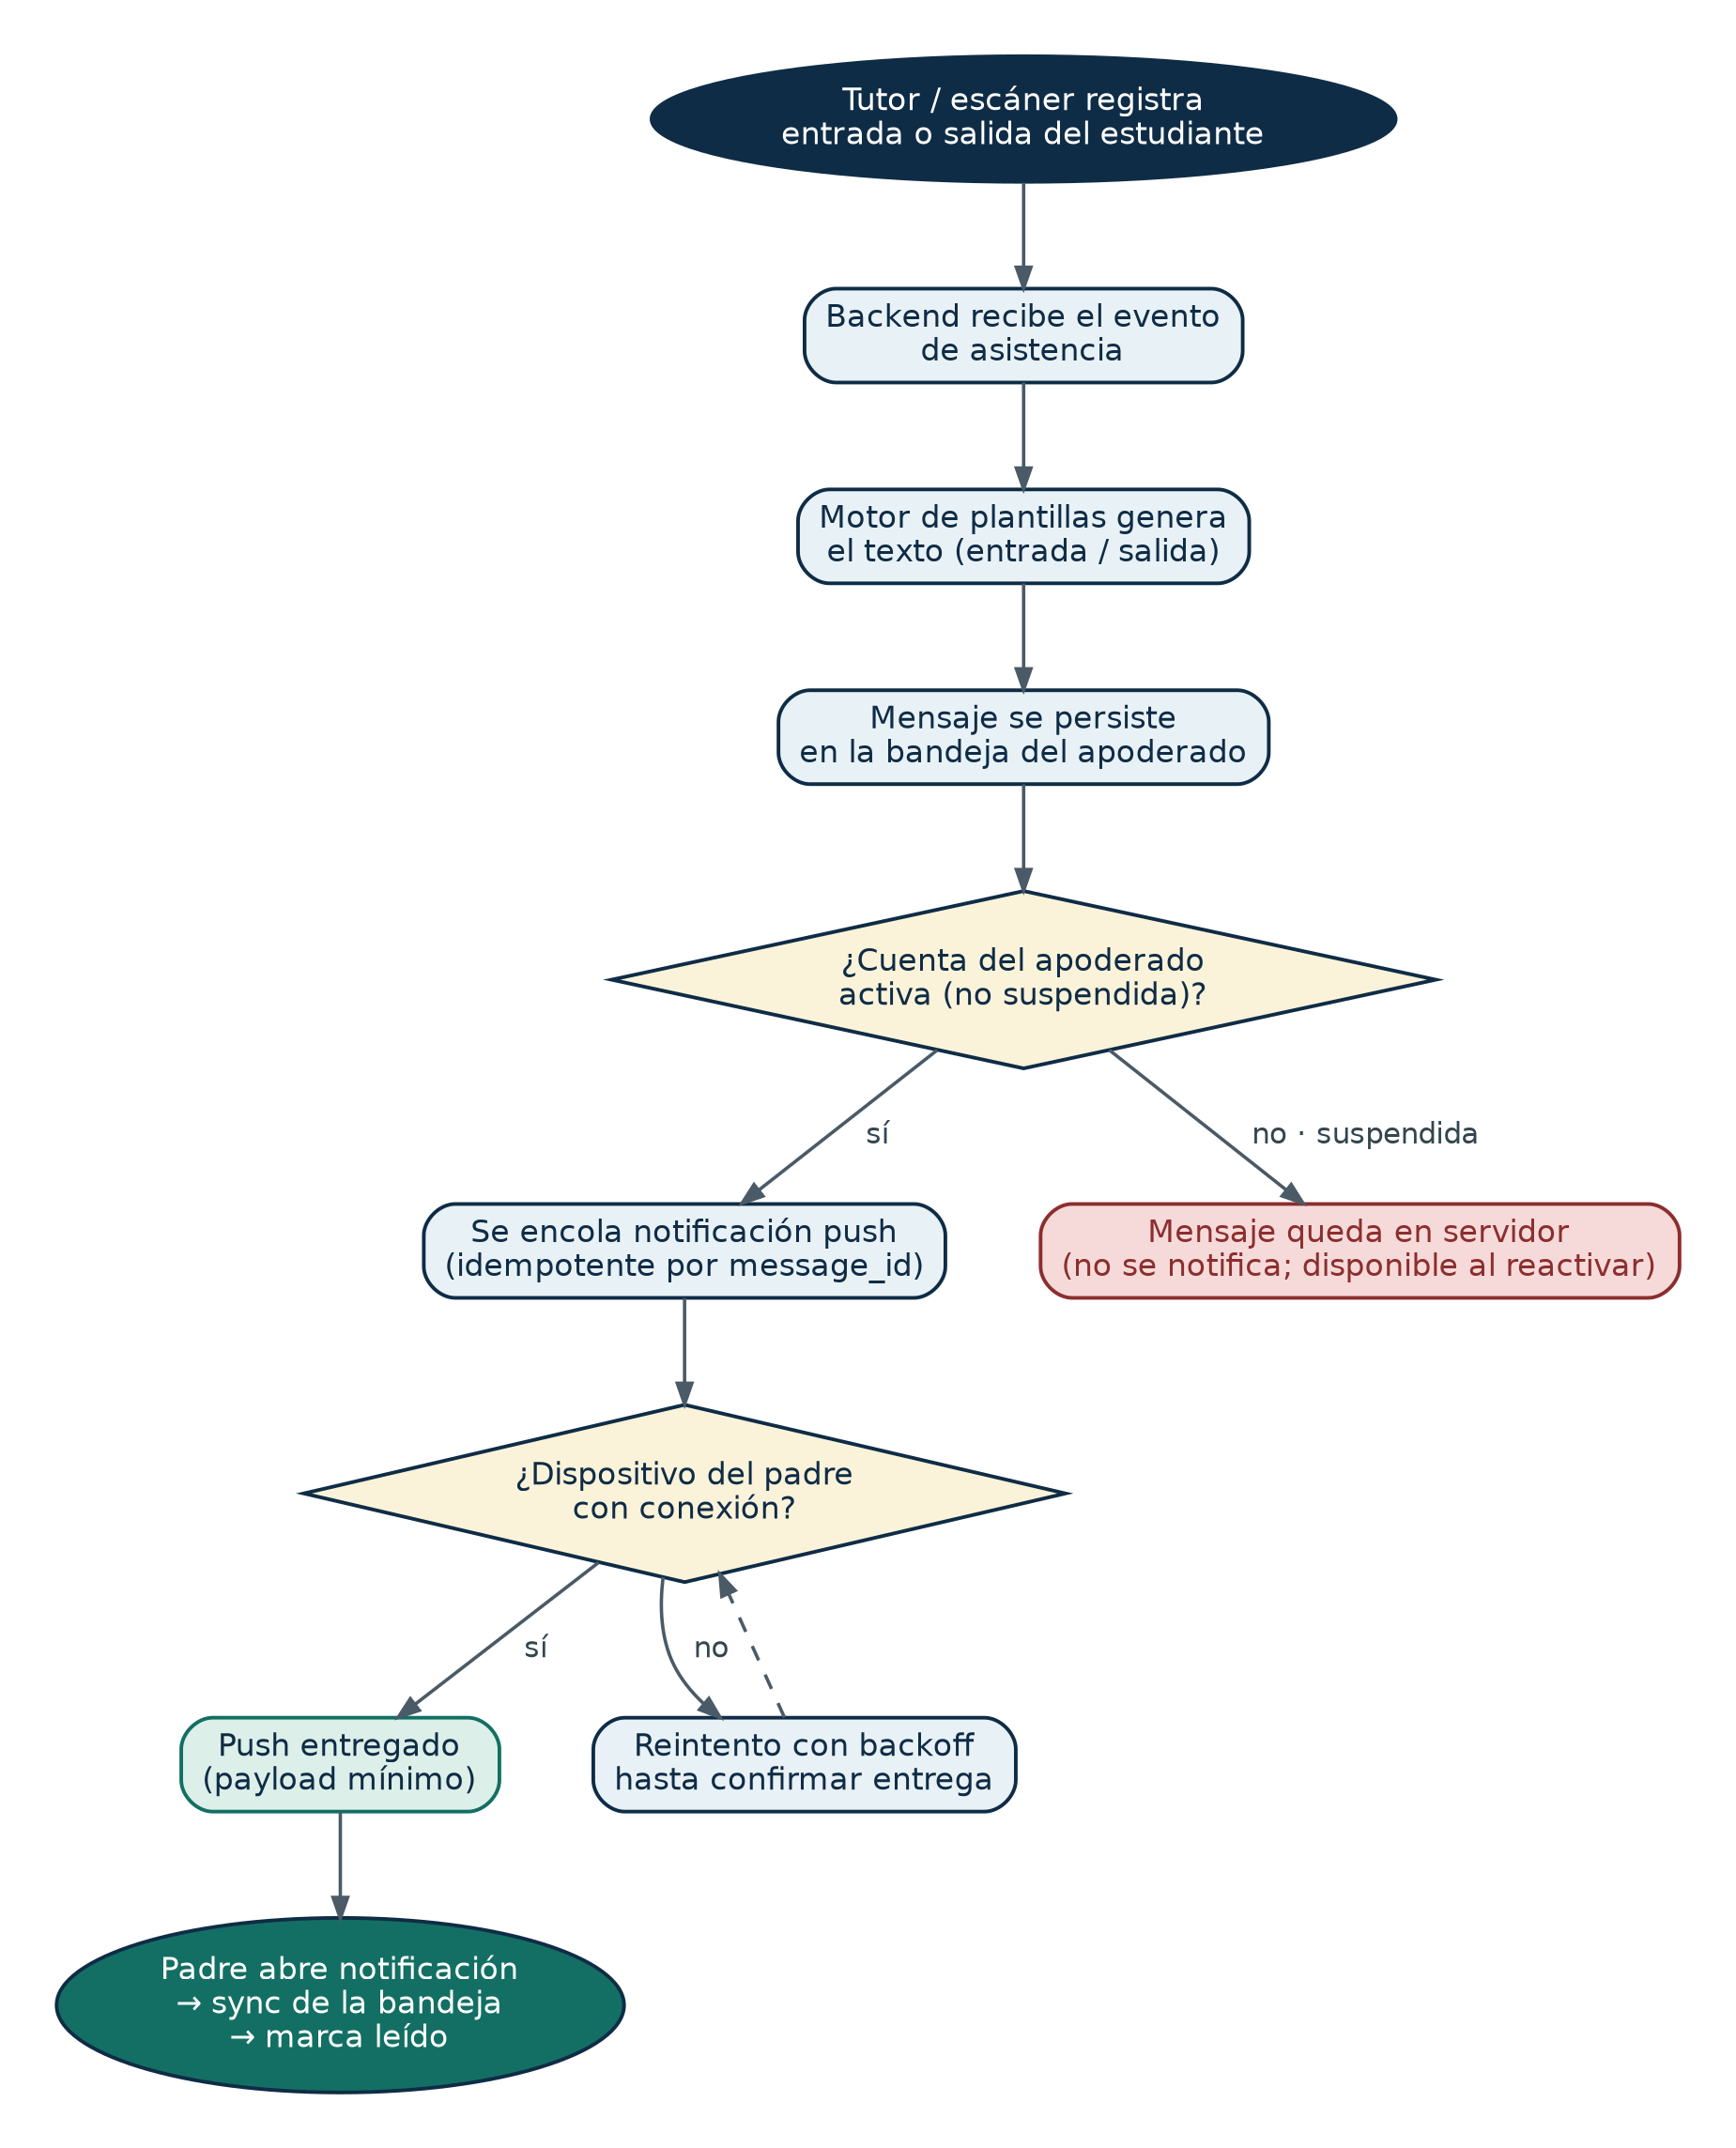 Tutor / escáner registra
entrada o salida del estudiante
Backend recibe el evento
de asistencia
Motor de plantillas genera
el texto (entrada / salida)
Mensaje se persiste
en la bandeja del apoderado
¿Cuenta del apoderado
activa (no suspendida)?
sí
no · suspendida
Se encola notificación push
(idempotente por message_id)
Mensaje queda en servidor
(no se notifica; disponible al reactivar)
¿Dispositivo del padre
con conexión?
sí
no
Push entregado
(payload mínimo)
Reintento con backoff
hasta confirmar entrega
Padre abre notificación
→ sync de la bandeja
→ marca leído